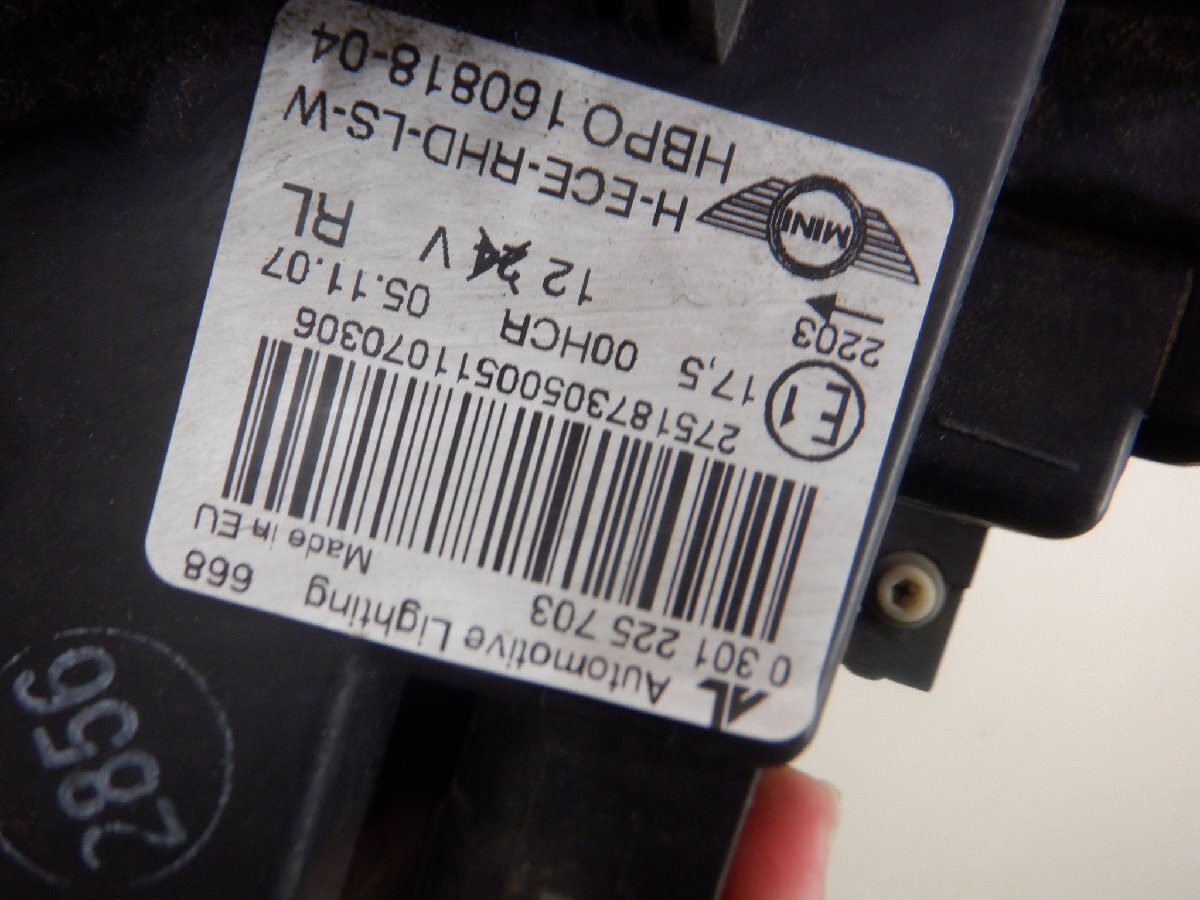 AL Automotive Lighting 668
0 301 225 703 Made in EU
2751873050051107030６
E1 17,5 00HCR 05.11.07
2203 12 24 V RL
MINI H-ECE-RHD-LS-W
HBPO 160818-04
2856